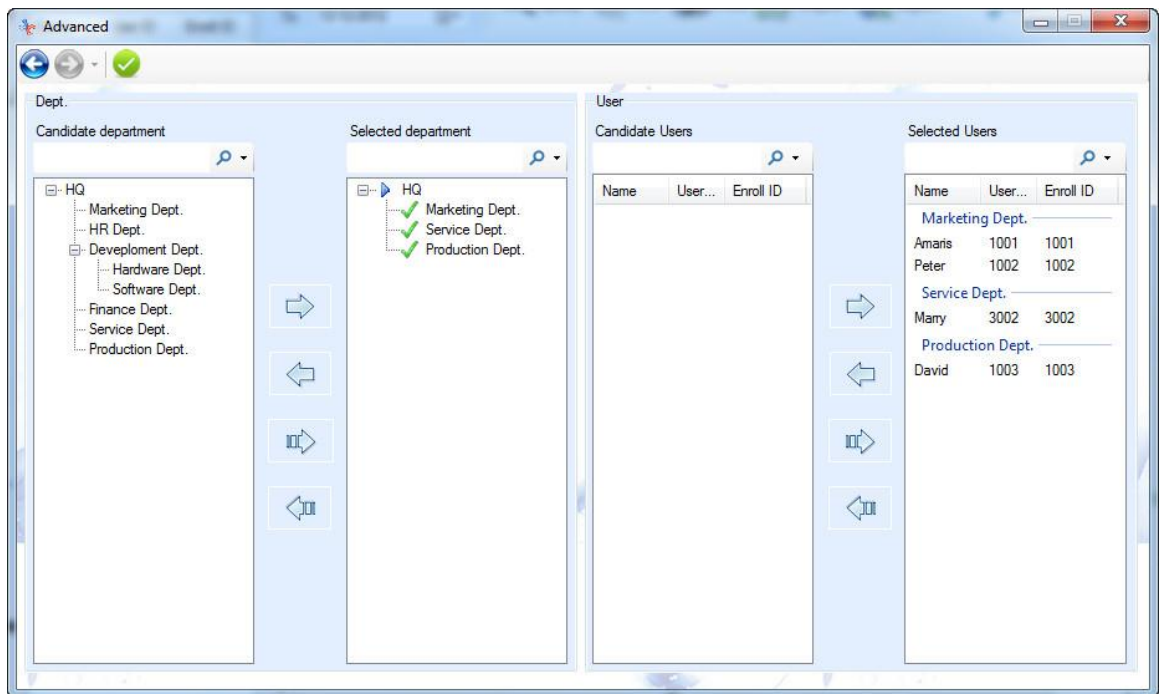 Advanced
Dept.
Candidate department
HQ
Marketing Dept.
HR Dept.
Deveploment Dept.
Hardware Dept.
Software Dept.
Finance Dept.
Service Dept.
Production Dept.
Selected department
HQ
Marketing Dept.
Service Dept.
Production Dept.
User
Candidate Users
Name User... Enroll ID
Selected Users
Name User... Enroll ID
Marketing Dept.
Amaris 1001 1001
Peter 1002 1002
Service Dept.
Marry 3002 3002
Production Dept.
David 1003 1003